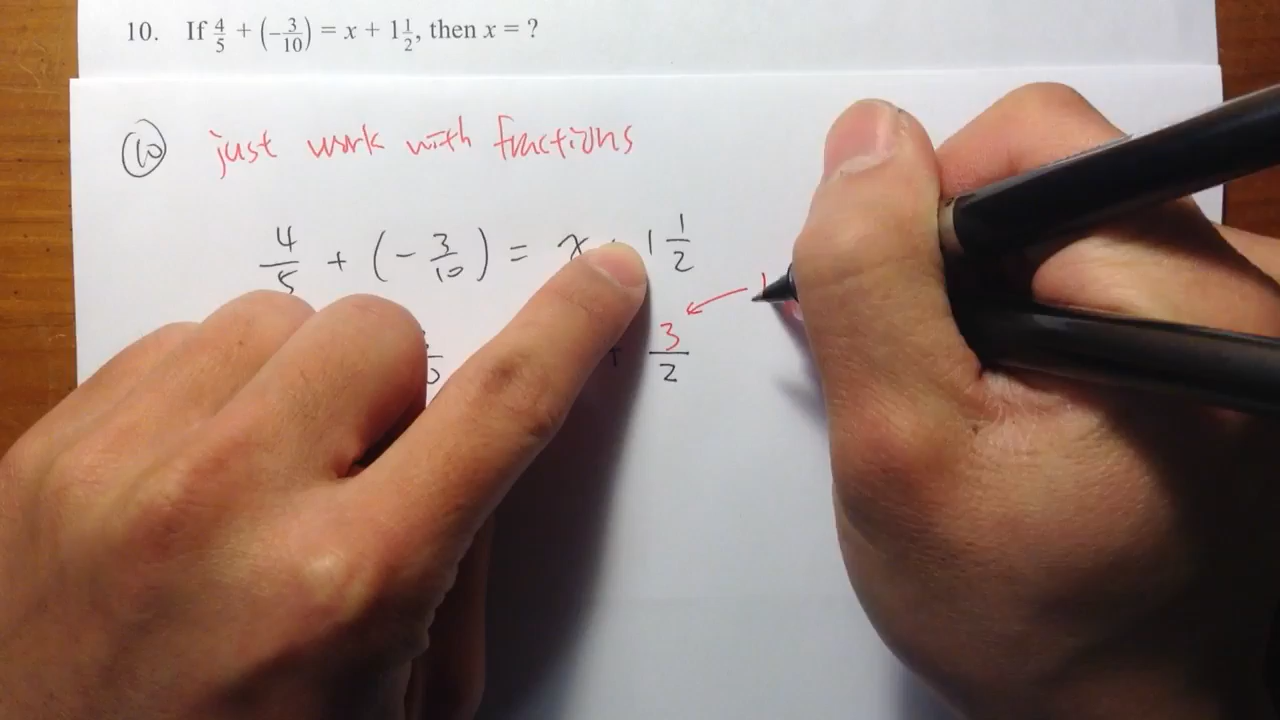 10. If 4/5 + (-3/10) = x + 1 1/2, then x = ?
(10) just work with fractions
4/5 + (- 3/10) = x 1 1/2
+ 3/2